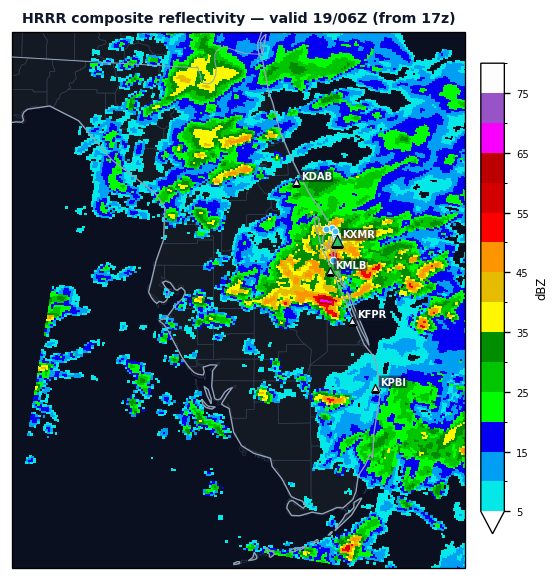 HRRR composite reflectivity — valid 19/06Z (from 17z)
75
65
55
45
35
25
15
5
dBZ
KDAB
KXMR
KMLB
KFPR
KPBI